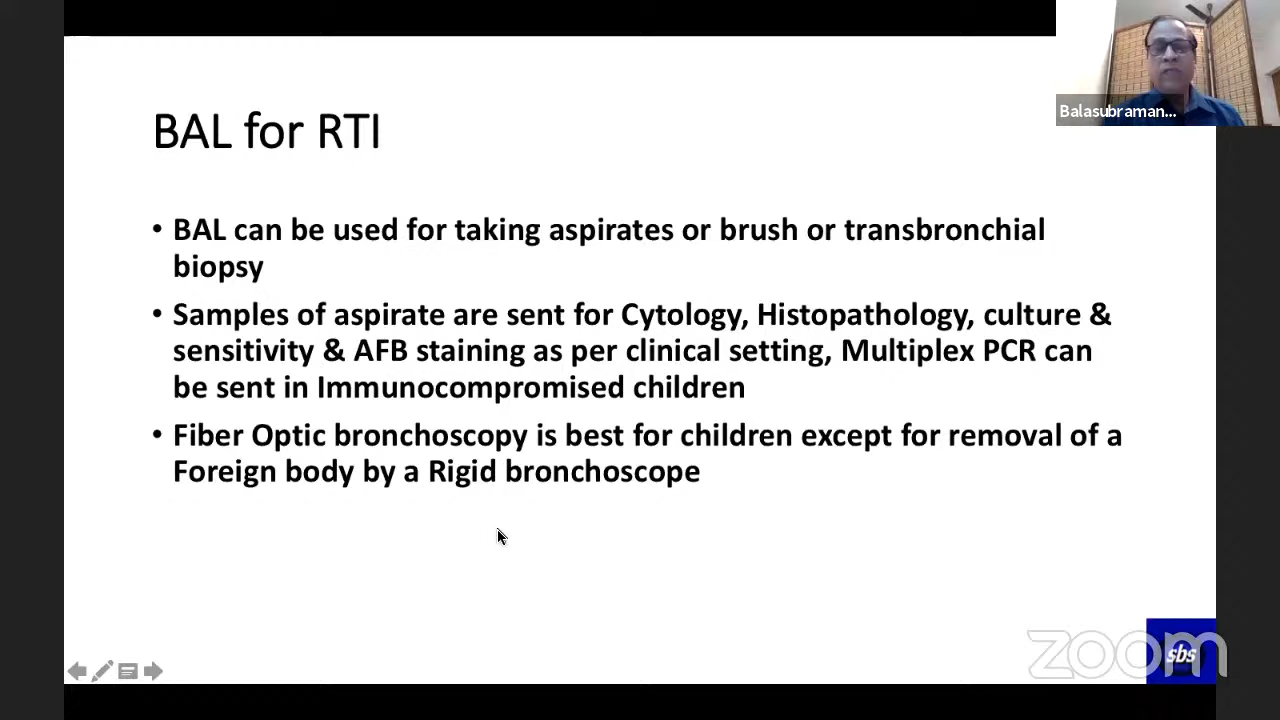 Balasubraman...
BAL for RTI
• BAL can be used for taking aspirates or brush or transbronchial
biopsy
• Samples of aspirate are sent for Cytology, Histopathology, culture &
sensitivity & AFB staining as per clinical setting, Multiplex PCR can
be sent in Immunocompromised children
• Fiber Optic bronchoscopy is best for children except for removal of a
Foreign body by a Rigid bronchoscope
zoom
sbs